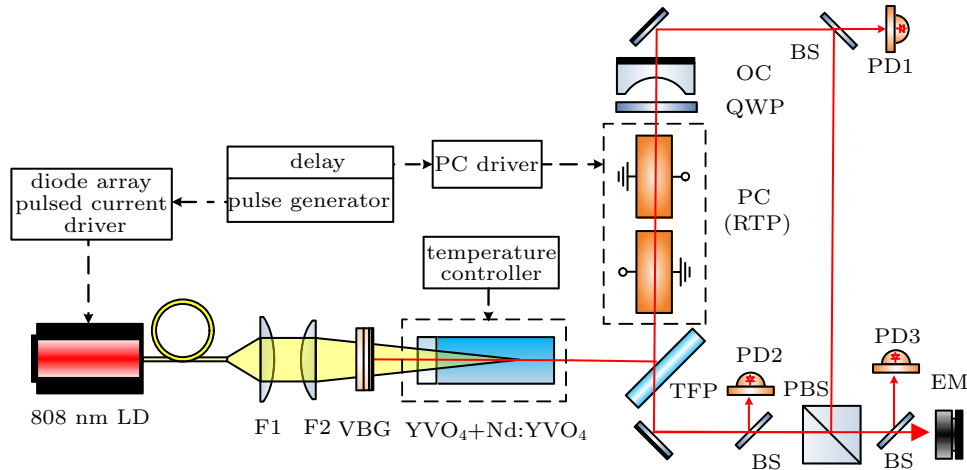 BS
PD1
OC
QWP
delay
pulse generator
PC driver
diode array
pulsed current
driver
PC
(RTP)
temperature
controller
808 nm LD
F1
F2
VBG
YVO₄+Nd:YVO₄
TFP
PD2
PBS
PD3
EM
BS
BS